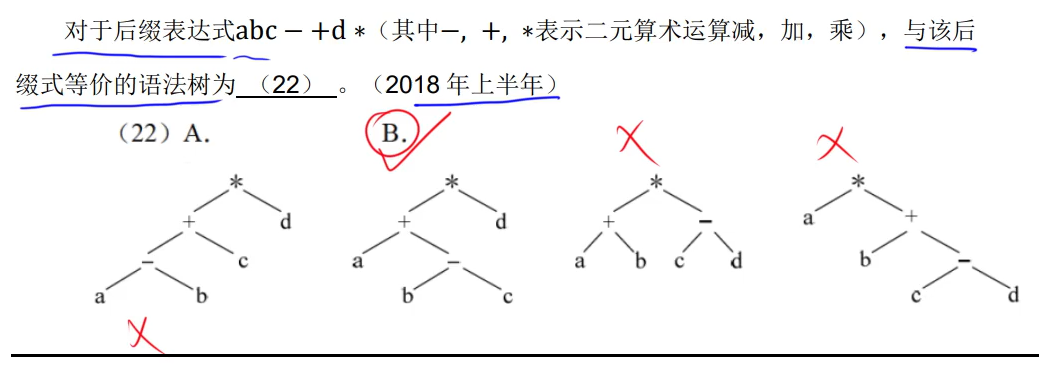 对于后缀表达式abc－+d＊（其中−，+，＊表示二元算术运算减，加，乘），与该后
缀式等价的语法树为 （22） 。（2018 年上半年）
（22）A. B.
* * * *
+ d + d + − a +
− c a − a b c d b −
a b b c c d